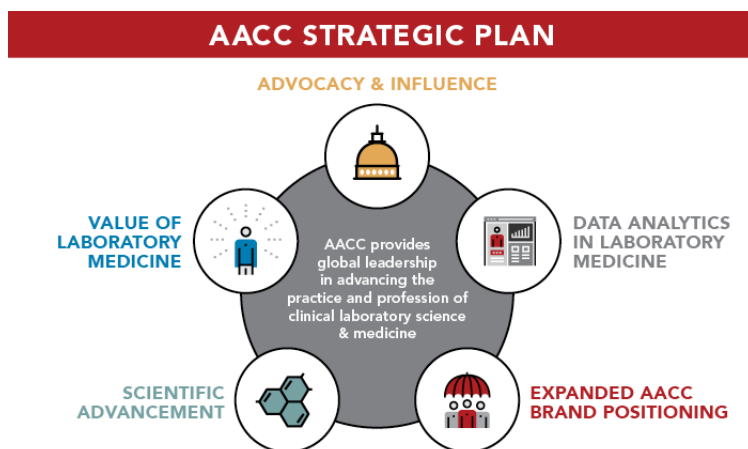 AACC STRATEGIC PLAN
ADVOCACY & INFLUENCE
VALUE OF
LABORATORY
MEDICINE
DATA ANALYTICS
IN LABORATORY
MEDICINE
AACC provides
global leadership
in advancing the
practice and profession of
clinical laboratory science
& medicine
SCIENTIFIC
ADVANCEMENT
EXPANDED AACC
BRAND POSITIONING